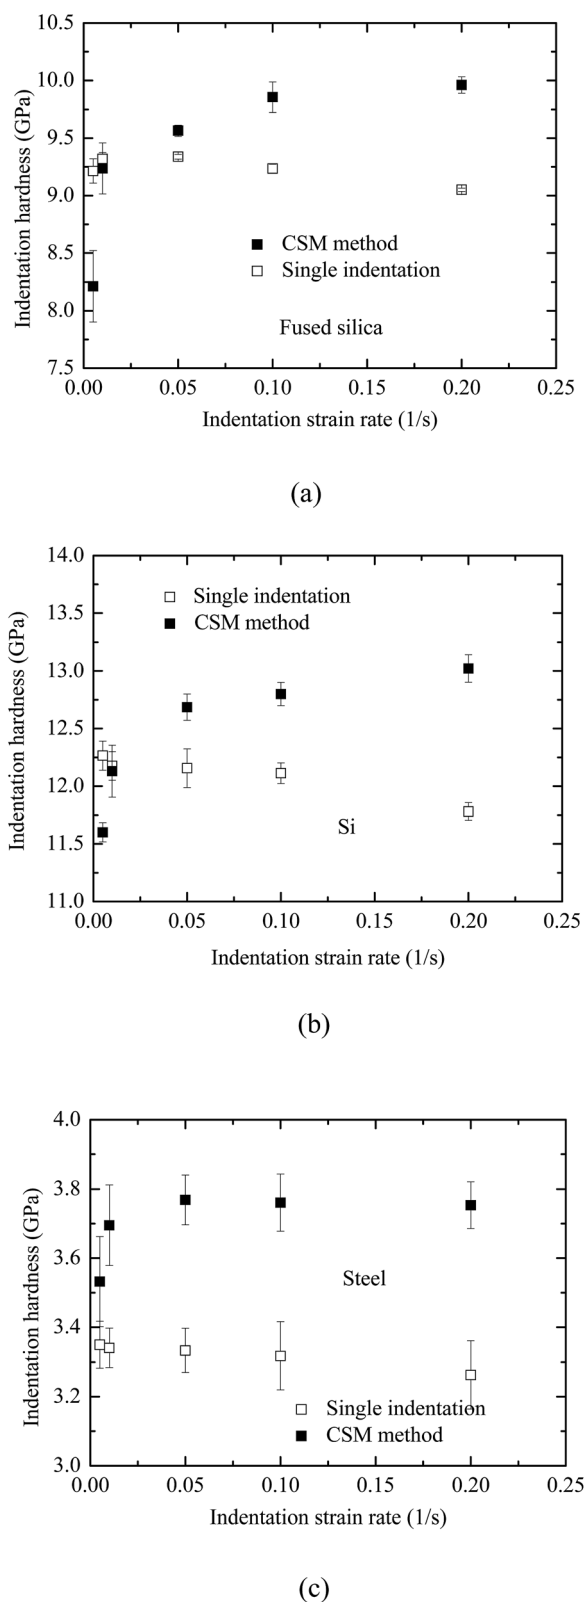 10.5
10.0
9.5
9.0
8.5
8.0
7.5
Indentation hardness (GPa)
CSM method
Single indentation
Fused silica
0.00 0.05 0.10 0.15 0.20 0.25
Indentation strain rate (1/s)
(a)
14.0
13.5
13.0
12.5
12.0
11.5
11.0
Indentation hardness (GPa)
Single indentation
CSM method
Si
0.00 0.05 0.10 0.15 0.20 0.25
Indentation strain rate (1/s)
(b)
4.0
3.8
3.6
3.4
3.2
3.0
Indentation hardness (GPa)
Steel
Single indentation
CSM method
0.00 0.05 0.10 0.15 0.20 0.25
Indentation strain rate (1/s)
(c)